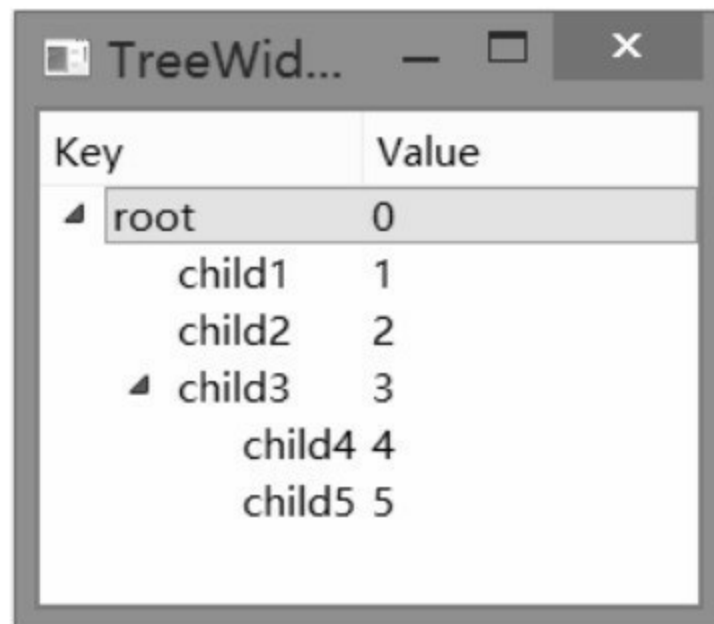 TreeWid...
Key Value
root 0
child1 1
child2 2
child3 3
child4 4
child5 5